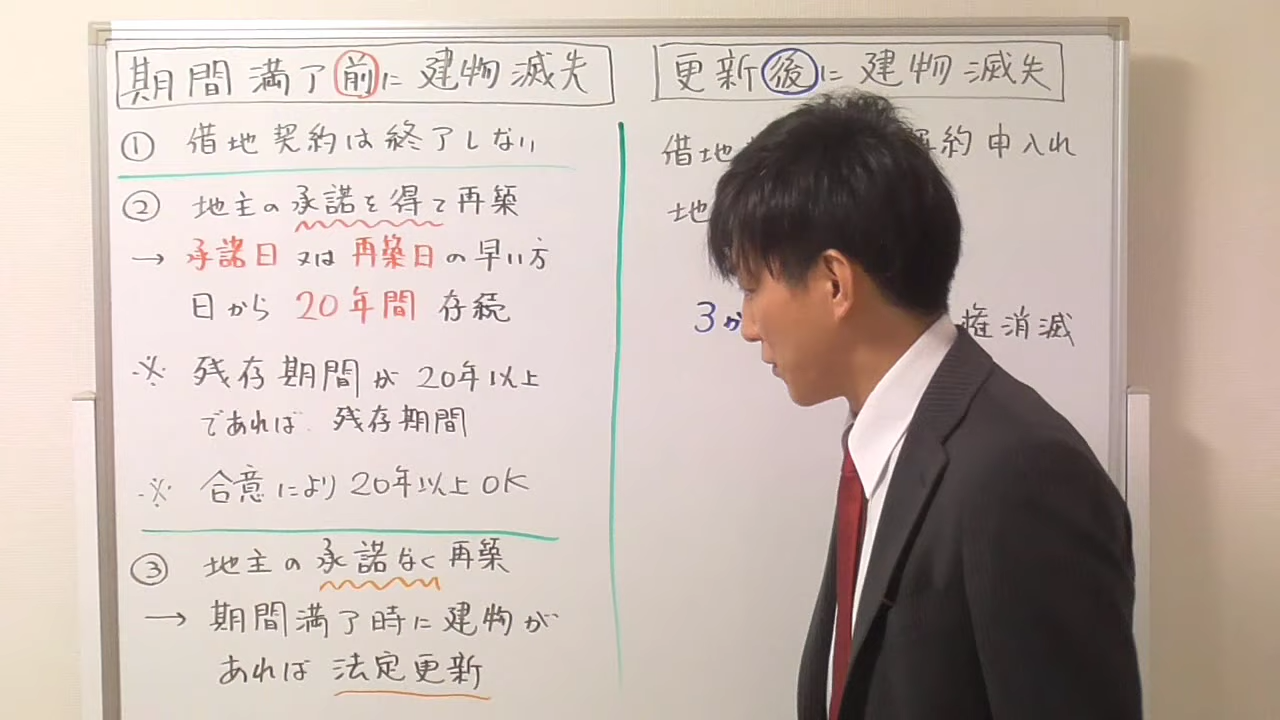 期間満了前に建物滅失
① 借地契約は終了しない
② 地主の承諾を得て再築
→ 承諾日又は再築日の早い方
日から 20年間 存続
※ 残存期間が20年以上
であれば 残存期間
※ 合意により20年以上OK
③ 地主の承諾なく再築
→ 期間満了時に建物が
あれば 法定更新
更新後に建物滅失
借地 約申入れ
地
3か 権消滅